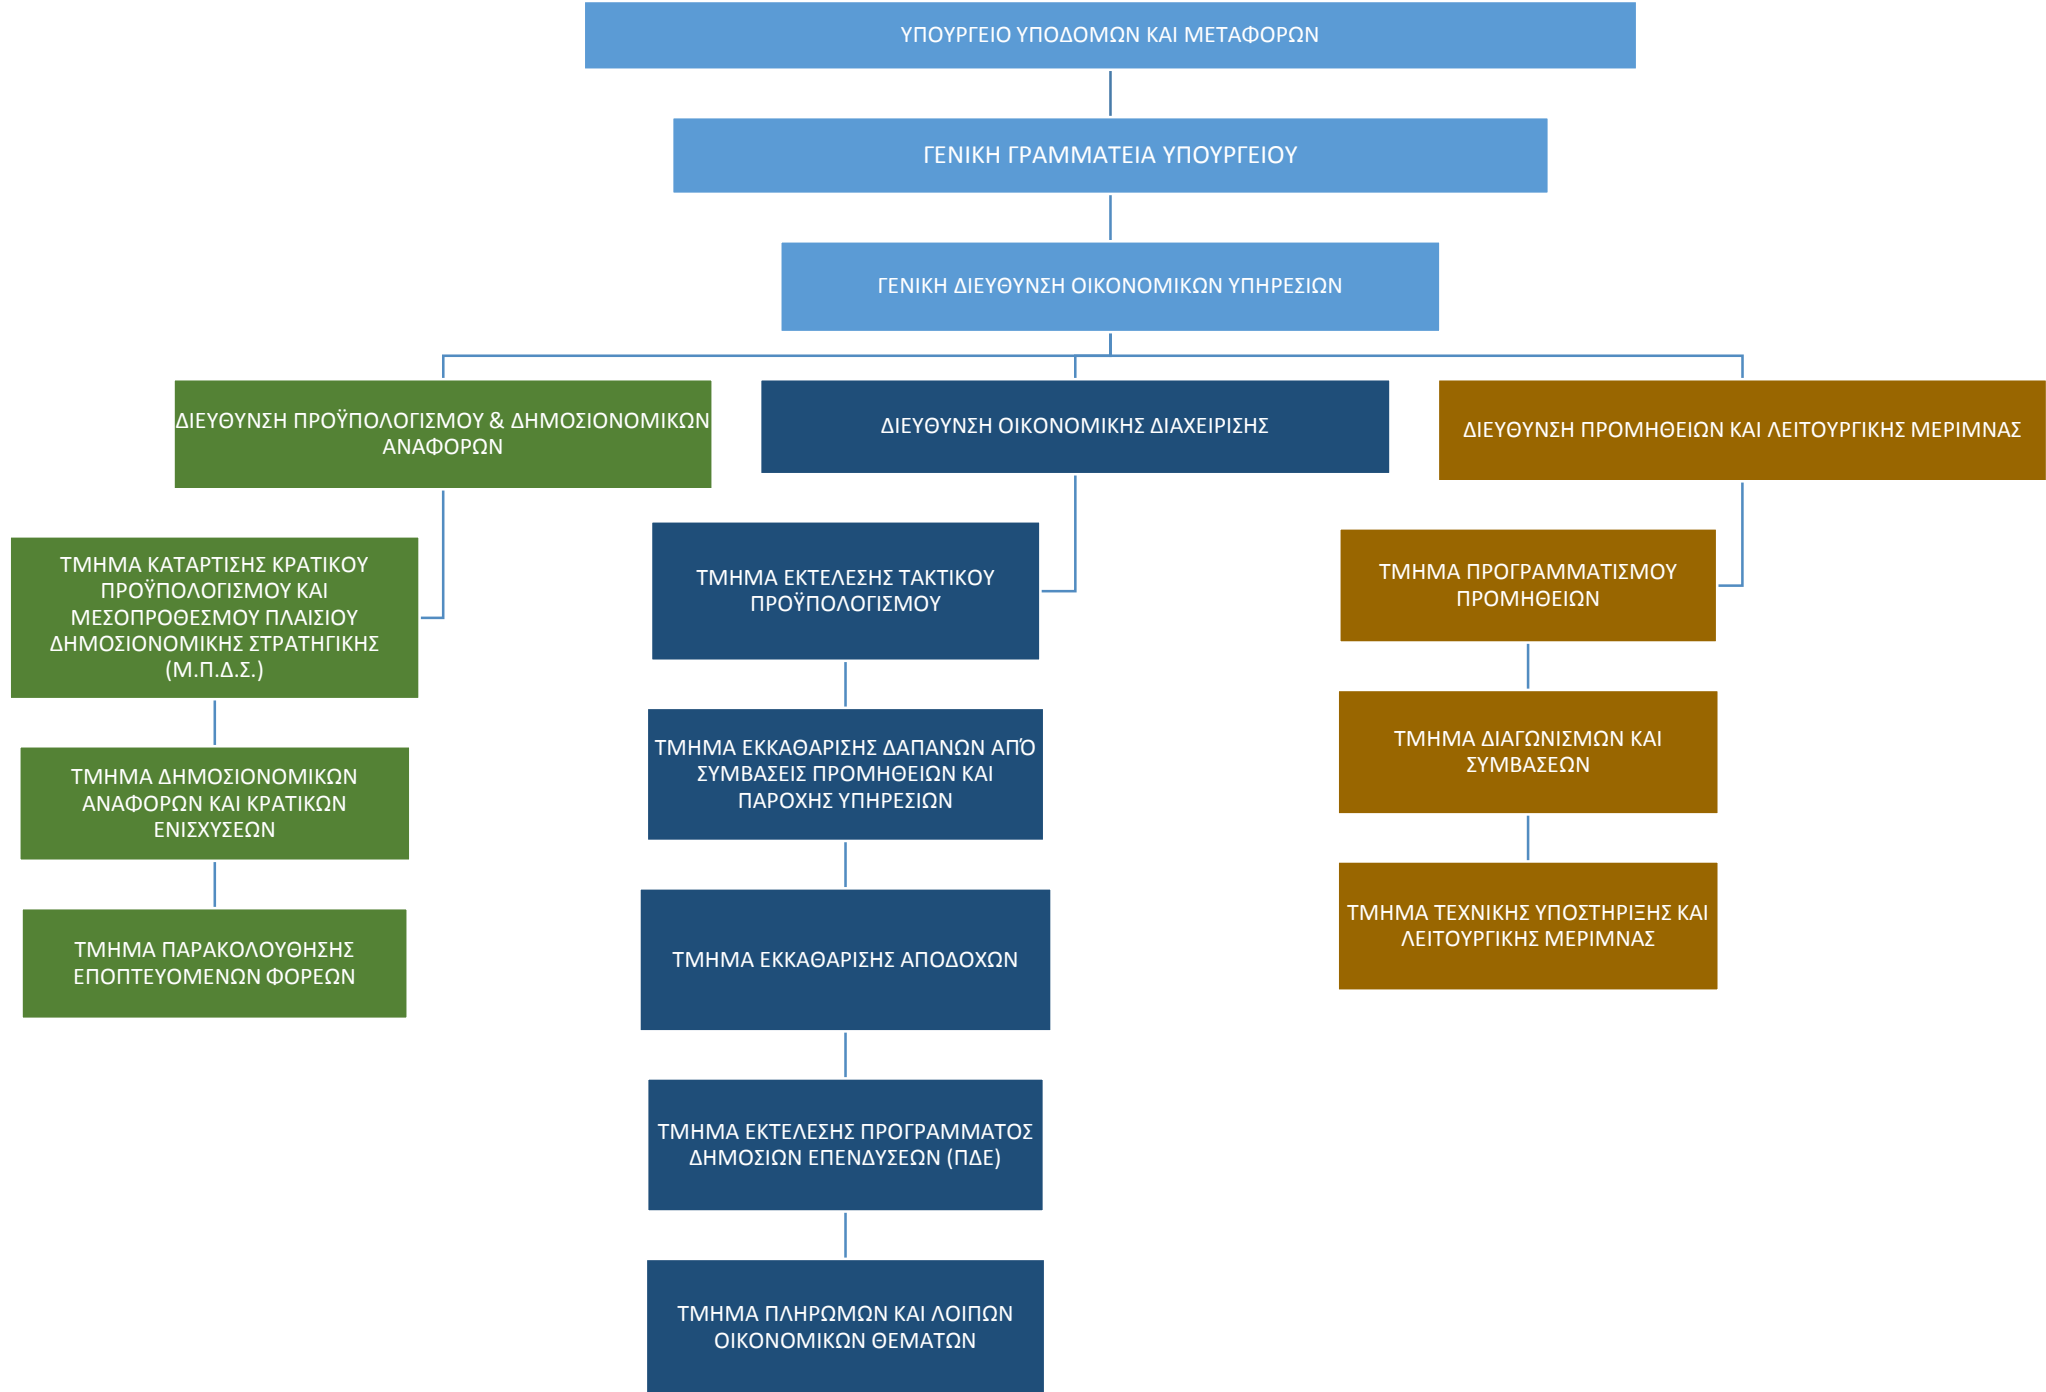 ΥΠΟΥΡΓΕΙΟ ΥΠΟΔΟΜΩΝ ΚΑΙ ΜΕΤΑΦΟΡΩΝ
ΓΕΝΙΚΗ ΓΡΑΜΜΑΤΕΙΑ ΥΠΟΥΡΓΕΙΟΥ
ΓΕΝΙΚΗ ΔΙΕΥΘΥΝΣΗ ΟΙΚΟΝΟΜΙΚΩΝ ΥΠΗΡΕΣΙΩΝ
ΔΙΕΥΘΥΝΣΗ ΠΡΟΫΠΟΛΟΓΙΣΜΟΥ & ΔΗΜΟΣΙΟΝΟΜΙΚΩΝ
ΑΝΑΦΟΡΩΝ
ΤΜΗΜΑ ΚΑΤΑΡΤΙΣΗΣ ΚΡΑΤΙΚΟΥ
ΠΡΟΫΠΟΛΟΓΙΣΜΟΥ ΚΑΙ
ΜΕΣΟΠΡΟΘΕΣΜΟΥ ΠΛΑΙΣΙΟΥ
ΔΗΜΟΣΙΟΝΟΜΙΚΗΣ ΣΤΡΑΤΗΓΙΚΗΣ
(Μ.Π.Δ.Σ.)
ΤΜΗΜΑ ΔΗΜΟΣΙΟΝΟΜΙΚΩΝ
ΑΝΑΦΟΡΩΝ ΚΑΙ ΚΡΑΤΙΚΩΝ
ΕΝΙΣΧΥΣΕΩΝ
ΤΜΗΜΑ ΠΑΡΑΚΟΛΟΥΘΗΣΗΣ
ΕΠΟΠΤΕΥΟΜΕΝΩΝ ΦΟΡΕΩΝ
ΔΙΕΥΘΥΝΣΗ ΟΙΚΟΝΟΜΙΚΗΣ ΔΙΑΧΕΙΡΙΣΗΣ
ΤΜΗΜΑ ΕΚΤΕΛΕΣΗΣ ΤΑΚΤΙΚΟΥ
ΠΡΟΫΠΟΛΟΓΙΣΜΟΥ
ΤΜΗΜΑ ΕΚΚΑΘΑΡΙΣΗΣ ΔΑΠΑΝΩΝ ΑΠΌ
ΣΥΜΒΑΣΕΙΣ ΠΡΟΜΗΘΕΙΩΝ ΚΑΙ
ΠΑΡΟΧΗΣ ΥΠΗΡΕΣΙΩΝ
ΤΜΗΜΑ ΕΚΚΑΘΑΡΙΣΗΣ ΑΠΟΔΟΧΩΝ
ΤΜΗΜΑ ΕΚΤΕΛΕΣΗΣ ΠΡΟΓΡΑΜΜΑΤΟΣ
ΔΗΜΟΣΙΩΝ ΕΠΕΝΔΥΣΕΩΝ (ΠΔΕ)
ΤΜΗΜΑ ΠΛΗΡΩΜΩΝ ΚΑΙ ΛΟΙΠΩΝ
ΟΙΚΟΝΟΜΙΚΩΝ ΘΕΜΑΤΩΝ
ΔΙΕΥΘΥΝΣΗ ΠΡΟΜΗΘΕΙΩΝ ΚΑΙ ΛΕΙΤΟΥΡΓΙΚΗΣ ΜΕΡΙΜΝΑΣ
ΤΜΗΜΑ ΠΡΟΓΡΑΜΜΑΤΙΣΜΟΥ
ΠΡΟΜΗΘΕΙΩΝ
ΤΜΗΜΑ ΔΙΑΓΩΝΙΣΜΩΝ ΚΑΙ
ΣΥΜΒΑΣΕΩΝ
ΤΜΗΜΑ ΤΕΧΝΙΚΗΣ ΥΠΟΣΤΗΡΙΞΗΣ ΚΑΙ
ΛΕΙΤΟΥΡΓΙΚΗΣ ΜΕΡΙΜΝΑΣ